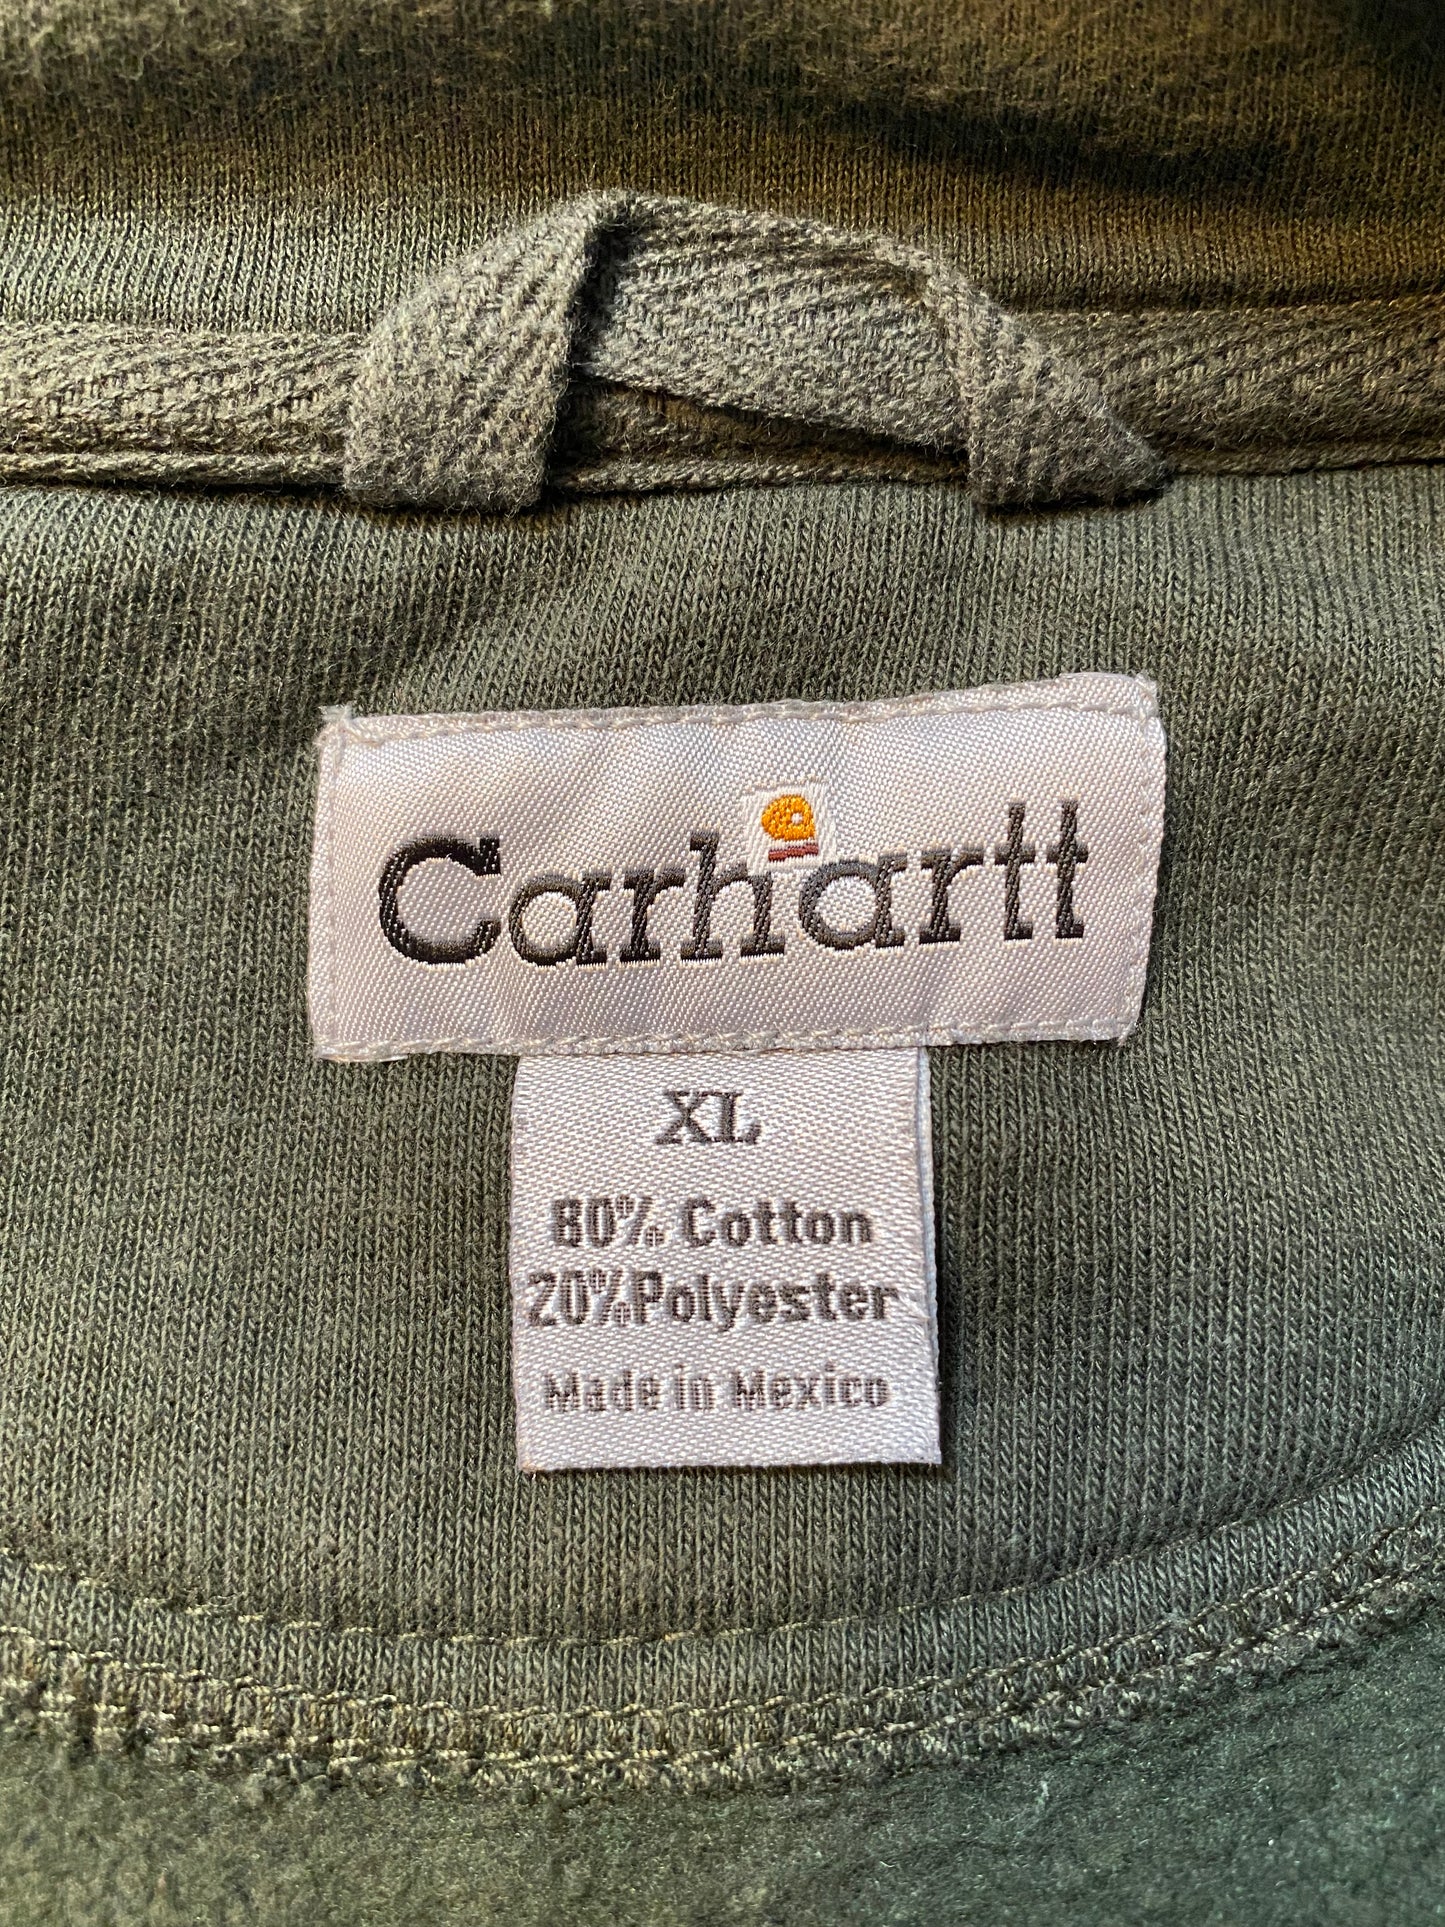 Carhartt
XL
80% Cotton
20% Polyester
Made in Mexico